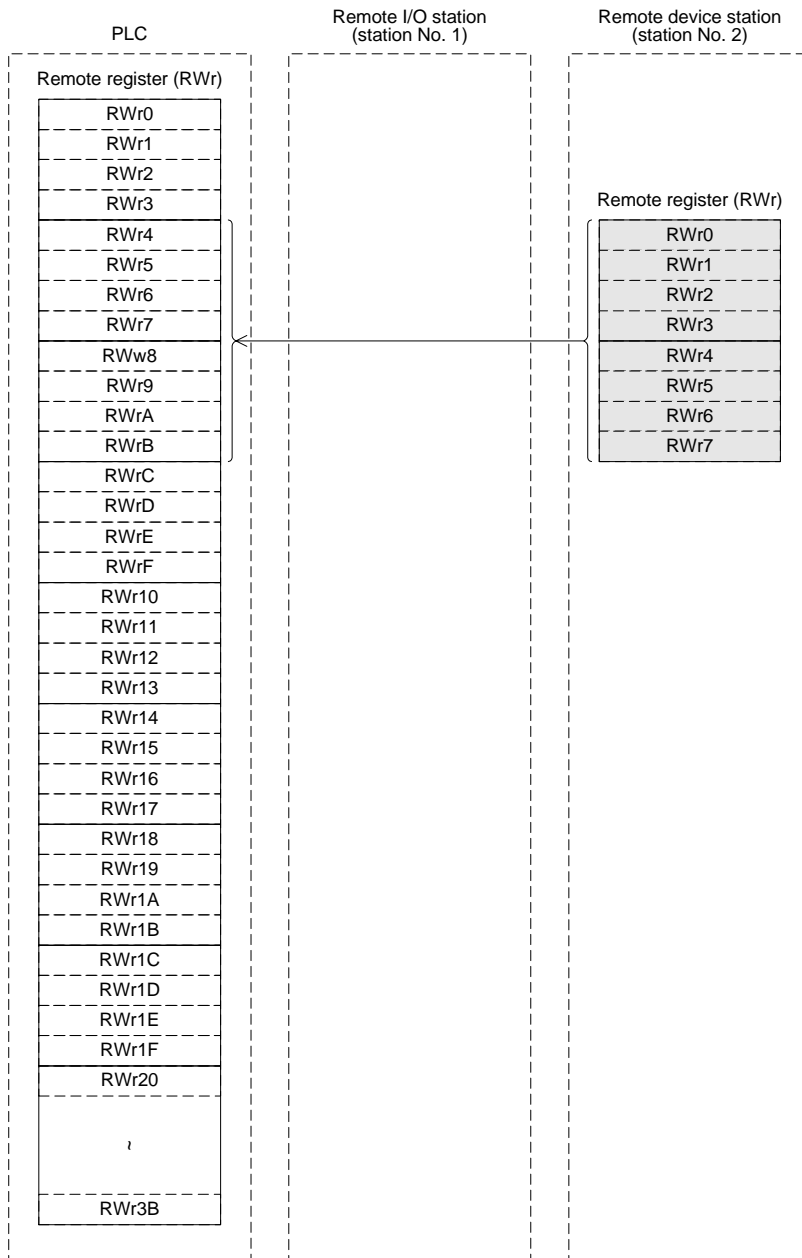 PLC
Remote I/O station
(station No. 1)
Remote device station
(station No. 2)
Remote register (RWr)
RWr0
RWr1
RWr2
RWr3
RWr4
RWr5
RWr6
RWr7
RWw8
RWr9
RWrA
RWrB
RWrC
RWrD
RWrE
RWrF
RWr10
RWr11
RWr12
RWr13
RWr14
RWr15
RWr16
RWr17
RWr18
RWr19
RWr1A
RWr1B
RWr1C
RWr1D
RWr1E
RWr1F
RWr20
~
RWr3B
Remote register (RWr)
RWr0
RWr1
RWr2
RWr3
RWr4
RWr5
RWr6
RWr7